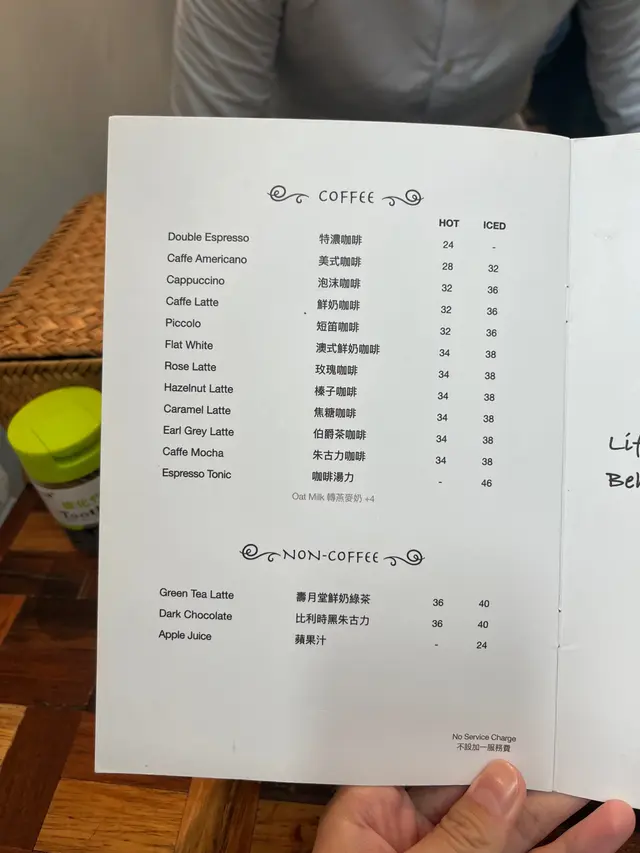 COFFEE
HOT ICED
Double Espresso 特濃咖啡 24 -
Caffe Americano 美式咖啡 28 32
Cappuccino 泡沫咖啡 32 36
Caffe Latte 鮮奶咖啡 32 36
Piccolo 短笛咖啡 32 36
Flat White 澳式鮮奶咖啡 34 38
Rose Latte 玫瑰咖啡 34 38
Hazelnut Latte 榛子咖啡 34 38
Caramel Latte 焦糖咖啡 34 38
Earl Grey Latte 伯爵茶咖啡 34 38
Caffe Mocha 朱古力咖啡 34 38
Espresso Tonic 咖啡湯力 - 46
Oat Milk 轉燕麥奶 +4
NON-COFFEE
Green Tea Latte 壽月堂鮮奶綠茶 36 40
Dark Chocolate 比利時黑朱古力 36 40
Apple Juice 蘋果汁 - 24
No Service Charge
不設加一服務費